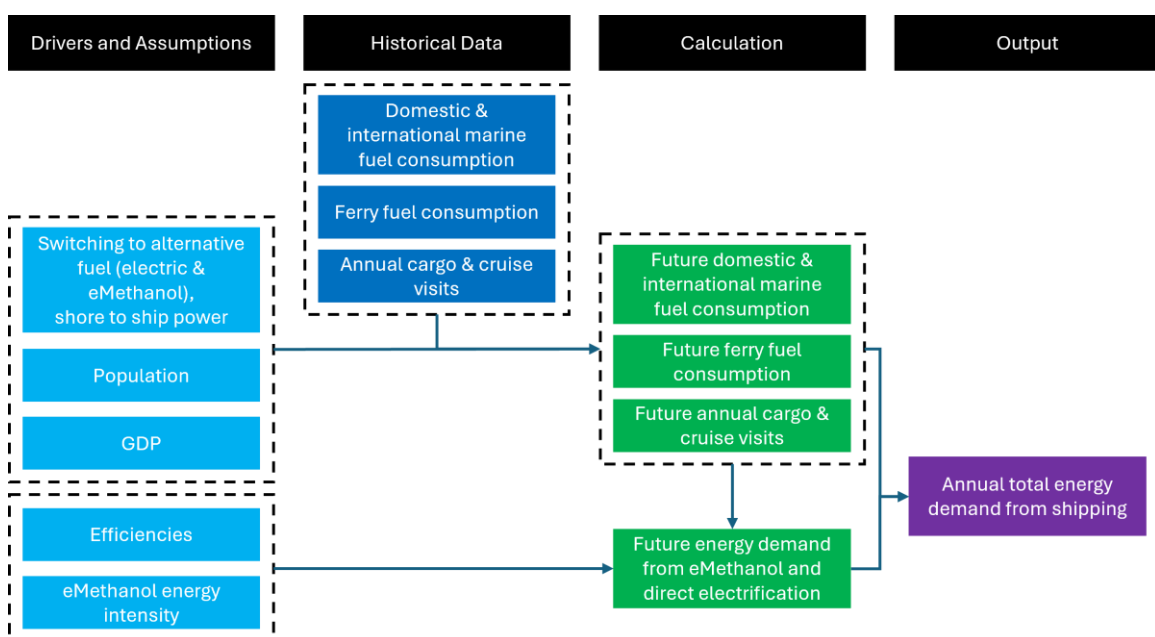 Drivers and Assumptions
Historical Data
Calculation
Output
Domestic &
international marine
fuel consumption
Ferry fuel consumption
Annual cargo & cruise
visits
Switching to alternative
fuel (electric &
eMethanol),
shore to ship power
Population
GDP
Efficiencies
eMethanol energy
intensity
Future domestic &
international marine
fuel consumption
Future ferry fuel
consumption
Future annual cargo &
cruise visits
Future energy demand
from eMethanol and
direct electrification
Annual total energy
demand from shipping